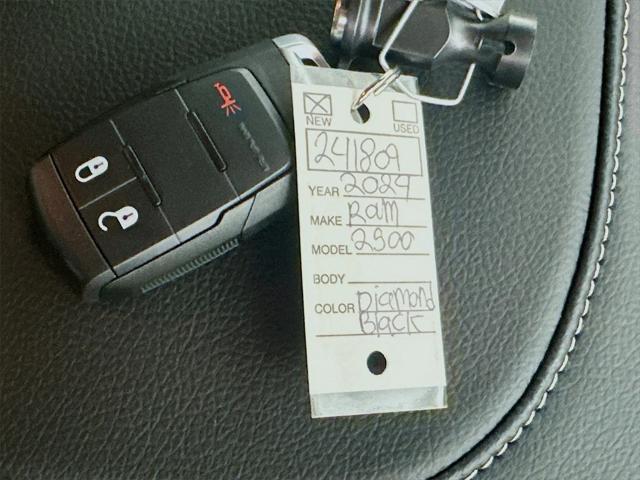 NEW
USED
241809
YEAR 2024
MAKE Ram
MODEL 2500
BODY
COLOR Diamond
Black